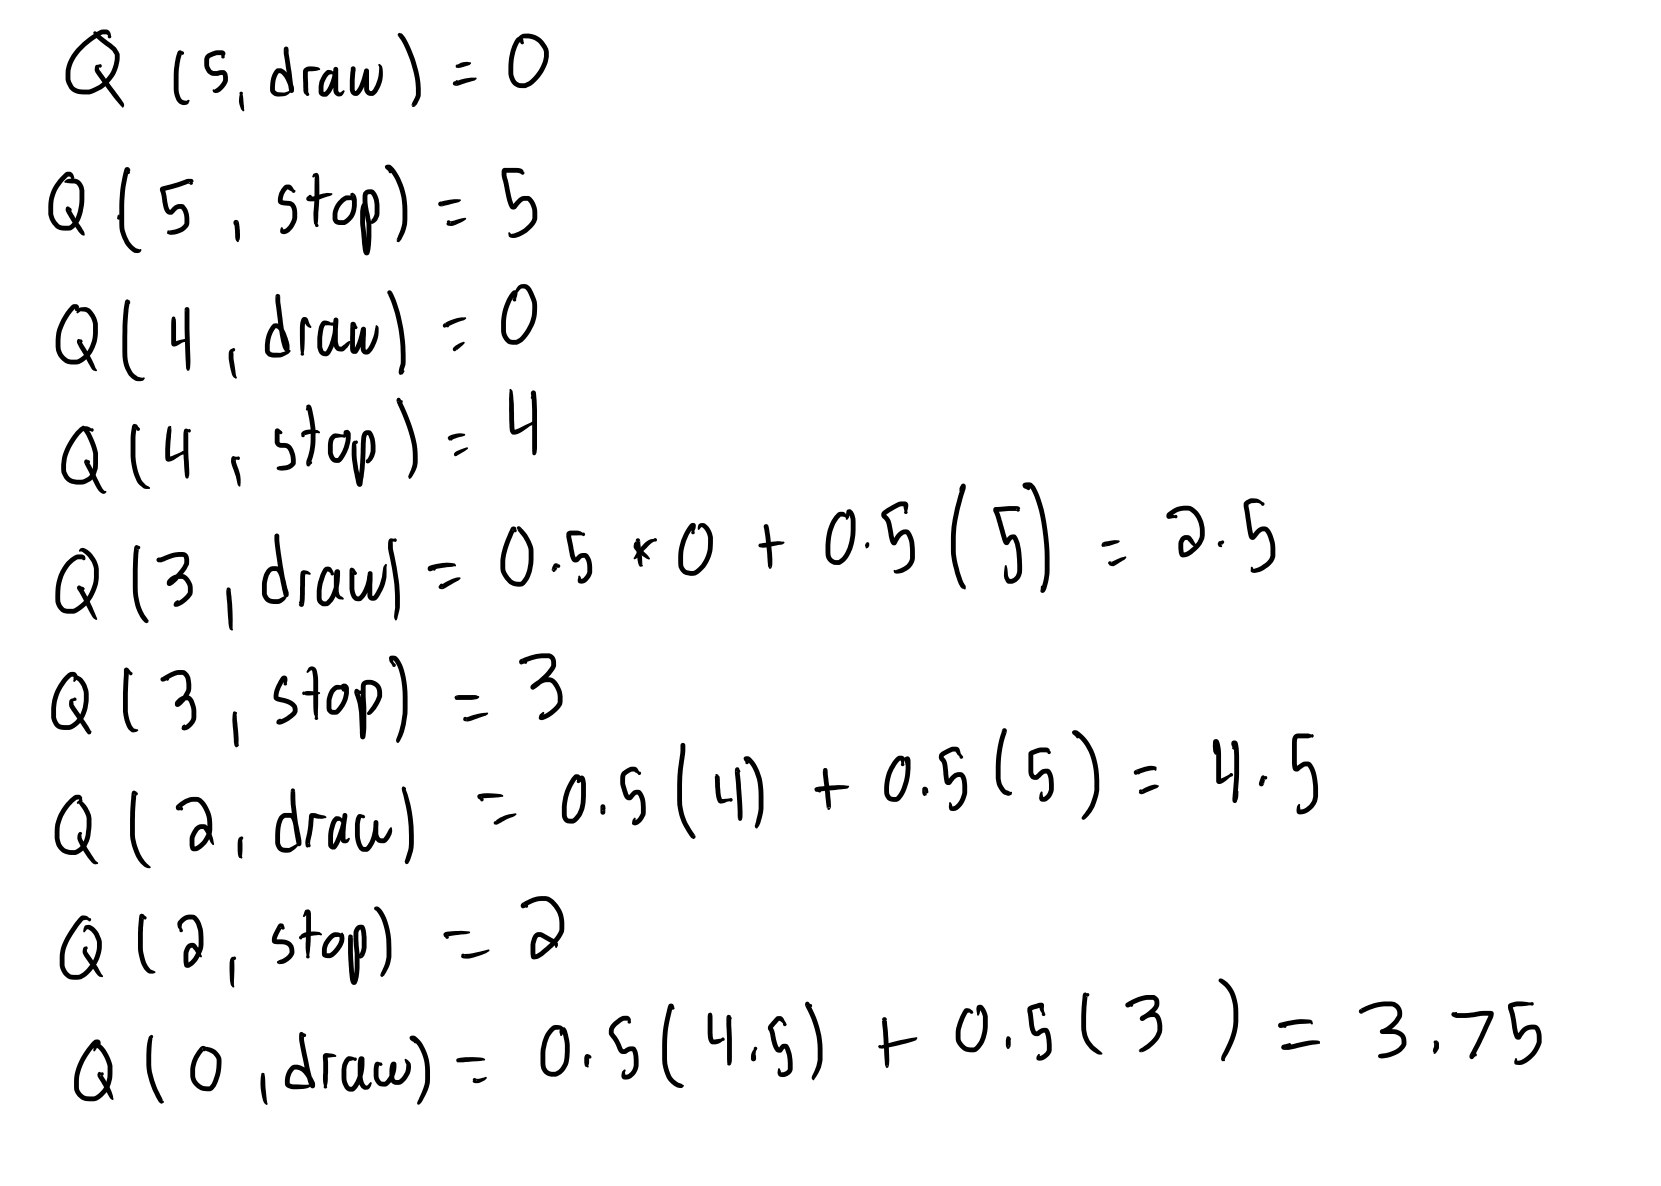 Q (5, draw) = 0
Q (5, stop) = 5
Q (4, draw) = 0
Q (4, stop) = 4
Q (3, draw) = 0.5 * 0 + 0.5 (5) = 2.5
Q (3, stop) = 3
Q (2, draw) = 0.5 (4) + 0.5 (5) = 4.5
Q (2, stop) = 2
Q (0, draw) = 0.5 (4.5) + 0.5 (3) = 3.75